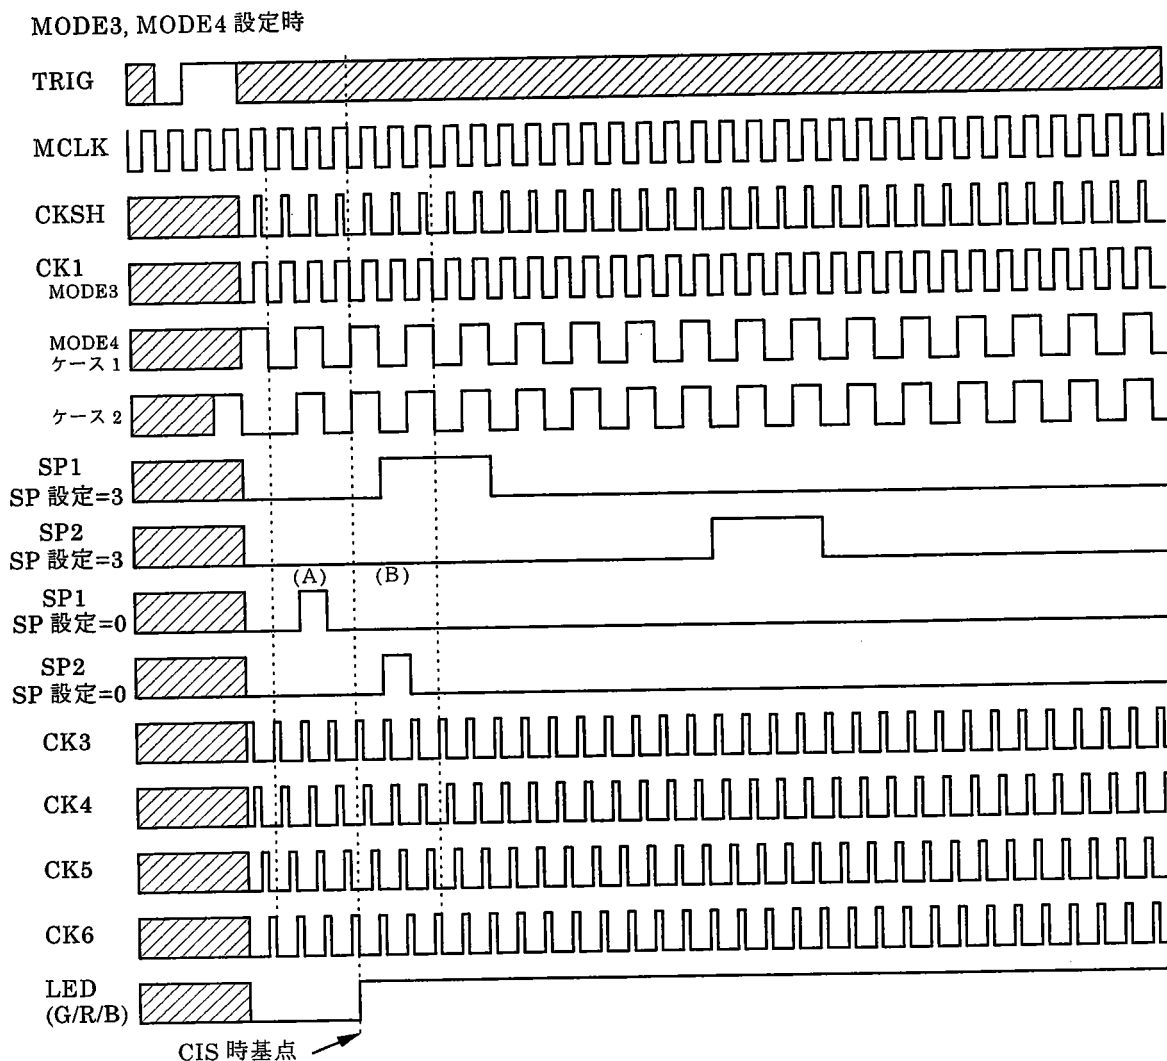 MODE3, MODE4 設定時
TRIG
MCLK
CKSH
CK1
MODE3
MODE4
ケース 1
ケース 2
SP1
SP 設定=3
SP2
SP 設定=3
(A) (B)
SP1
SP 設定=0
SP2
SP 設定=0
CK3
CK4
CK5
CK6
LED
(G/R/B)
CIS 時基点